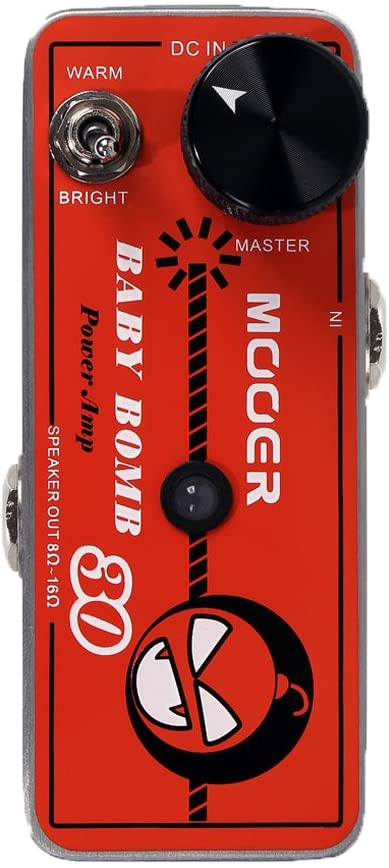 DC IN
WARM
BRIGHT
MASTER
IN
MOOER
BABY BOMB
30
Power Amp
SPEAKER OUT 8Ω~16Ω